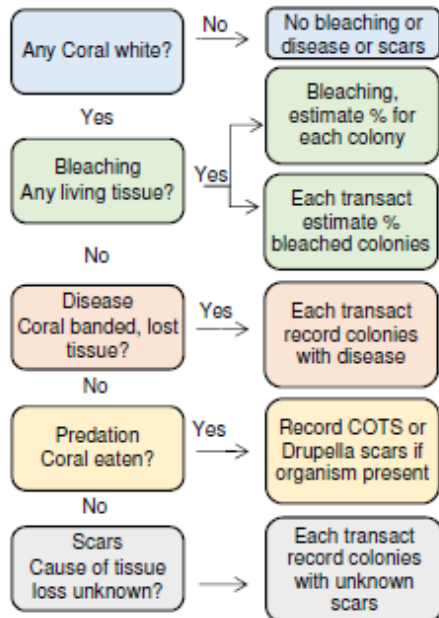 Any Coral white?
No
No bleaching or
disease or scars
Yes
Bleaching
Any living tissue?
Yes
Bleaching,
estimate % for
each colony
Each transact
estimate %
bleached colonies
No
Disease
Coral banded, lost
tissue?
Yes
Each transact
record colonies
with disease
No
Predation
Coral eaten?
Yes
Record COTS or
Drupella scars if
organism present
No
Scars
Cause of tissue
loss unknown?
Each transact
record colonies
with unknown
scars